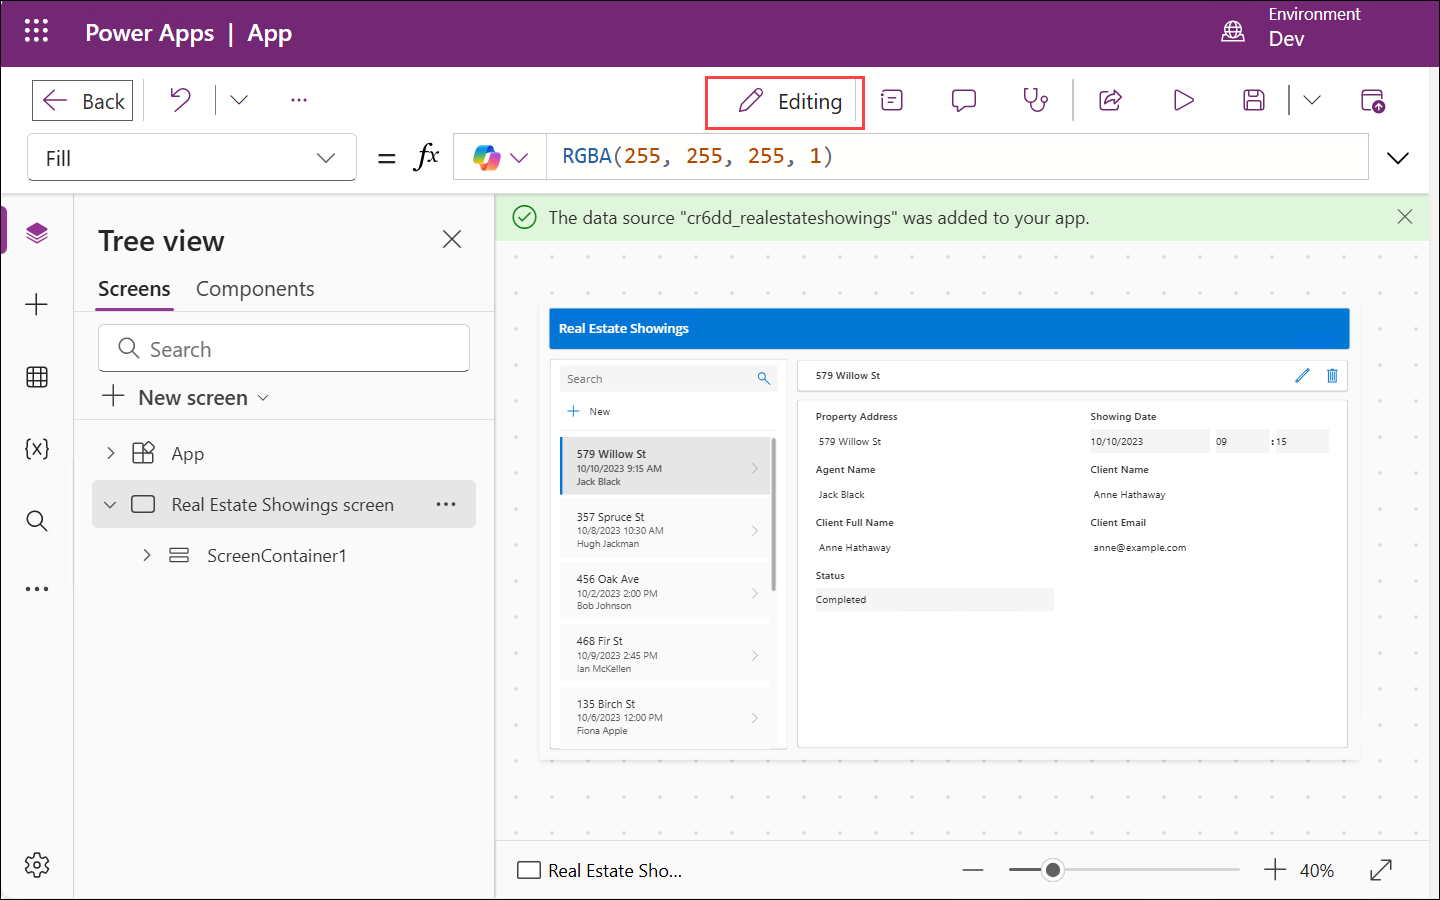 Power Apps | App
Environment
Dev
Back
Editing
Fill
= fx
RGBA(255, 255, 255, 1)
Tree view
Screens
Components
Search
New screen
App
Real Estate Showings screen
ScreenContainer1
The data source "cr6dd_realestateshowings" was added to your app.
Real Estate Showings
Search
New
579 Willow St
10/10/2023 9:15 AM
Jack Black
357 Spruce St
10/8/2023 10:30 AM
Hugh Jackman
456 Oak Ave
10/2/2023 2:00 PM
Bob Johnson
468 Fir St
10/9/2023 2:45 PM
Ian McKellen
135 Birch St
10/6/2023 12:00 PM
Fiona Apple
579 Willow St
Property Address
579 Willow St
Showing Date
10/10/2023
09
: 15
Agent Name
Jack Black
Client Name
Anne Hathaway
Client Full Name
Anne Hathaway
Client Email
anne@example.com
Status
Completed
Real Estate Sho...
40%